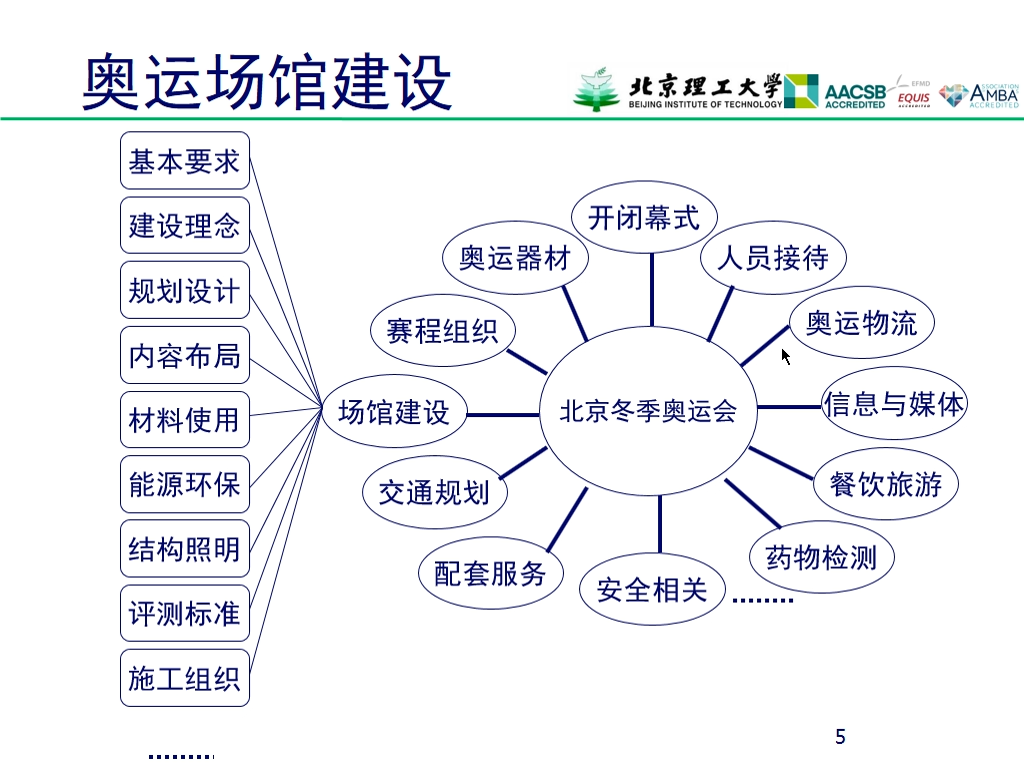 奥运场馆建设
北京理工大学
BEIJING INSTITUTE OF TECHNOLOGY
AACSB
ACCREDITED
EFMD
EQUIS
ACCREDITED
ASSOCIATION
AMBA
ACCREDITED
基本要求
建设理念
规划设计
内容布局
材料使用
能源环保
结构照明
评测标准
施工组织
开闭幕式
奥运器材
人员接待
赛程组织
奥运物流
场馆建设
北京冬季奥运会
信息与媒体
交通规划
餐饮旅游
配套服务
安全相关
药物检测
5